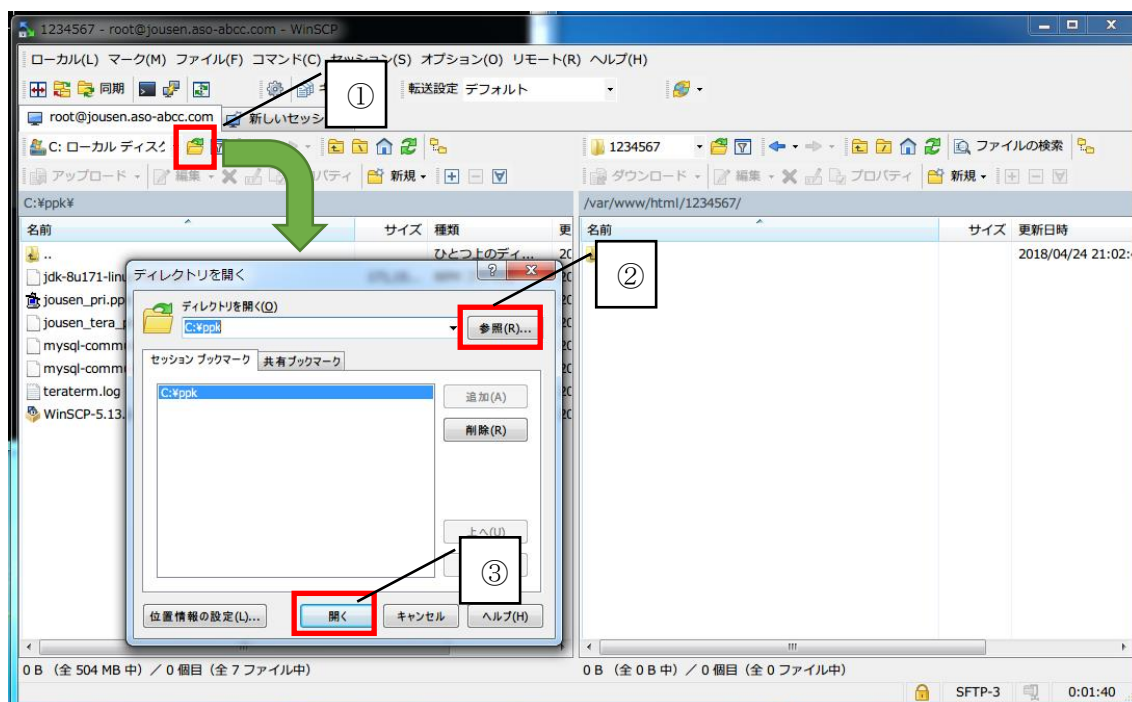 1234567 - root@jousen.aso-abcc.com - WinSCP
ローカル(L) マーク(M) ファイル(F) コマンド(C) セッション(S) オプション(O) リモート(R) ヘルプ(H)
同期
①
転送設定 デフォルト
root@jousen.aso-abcc.com
新しいセッシ
C: ローカル ディスク
1234567
ファイルの検索
アップロード
編集
パティ
新規
ダウンロード
編集
プロパティ
新規
C:¥ppk¥
/var/www/html/1234567/
名前 サイズ 種類 更
名前 サイズ 更新日時
..
ひとつ上のディ...
2018/04/24 21:02:
②
jdk-8u171-linu
jousen_pri.pp
jousen_tera_
mysql-comm
mysql-comm
teraterm.log
WinSCP-5.13.
ディレクトリを開く
ディレクトリを開く(O)
C:¥ppk
参照(R)...
セッション ブックマーク
共有ブックマーク
C:¥ppk
追加(A)
削除(R)
上へ(U)
③
位置情報の設定(L)...
開く
キャンセル
ヘルプ(H)
0 B (全 504 MB 中) / 0 個目 (全 7 ファイル中)
0 B (全 0 B 中) / 0 個目 (全 0 ファイル中)
SFTP-3
0:01:40